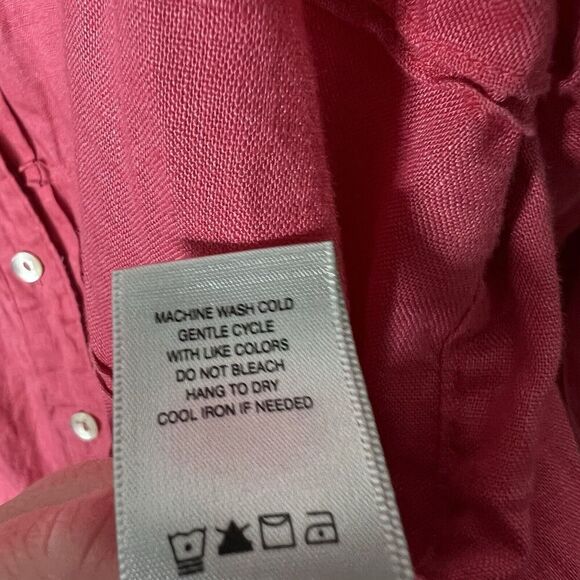 MACHINE WASH COLD
GENTLE CYCLE
WITH LIKE COLORS
DO NOT BLEACH
HANG TO DRY
COOL IRON IF NEEDED